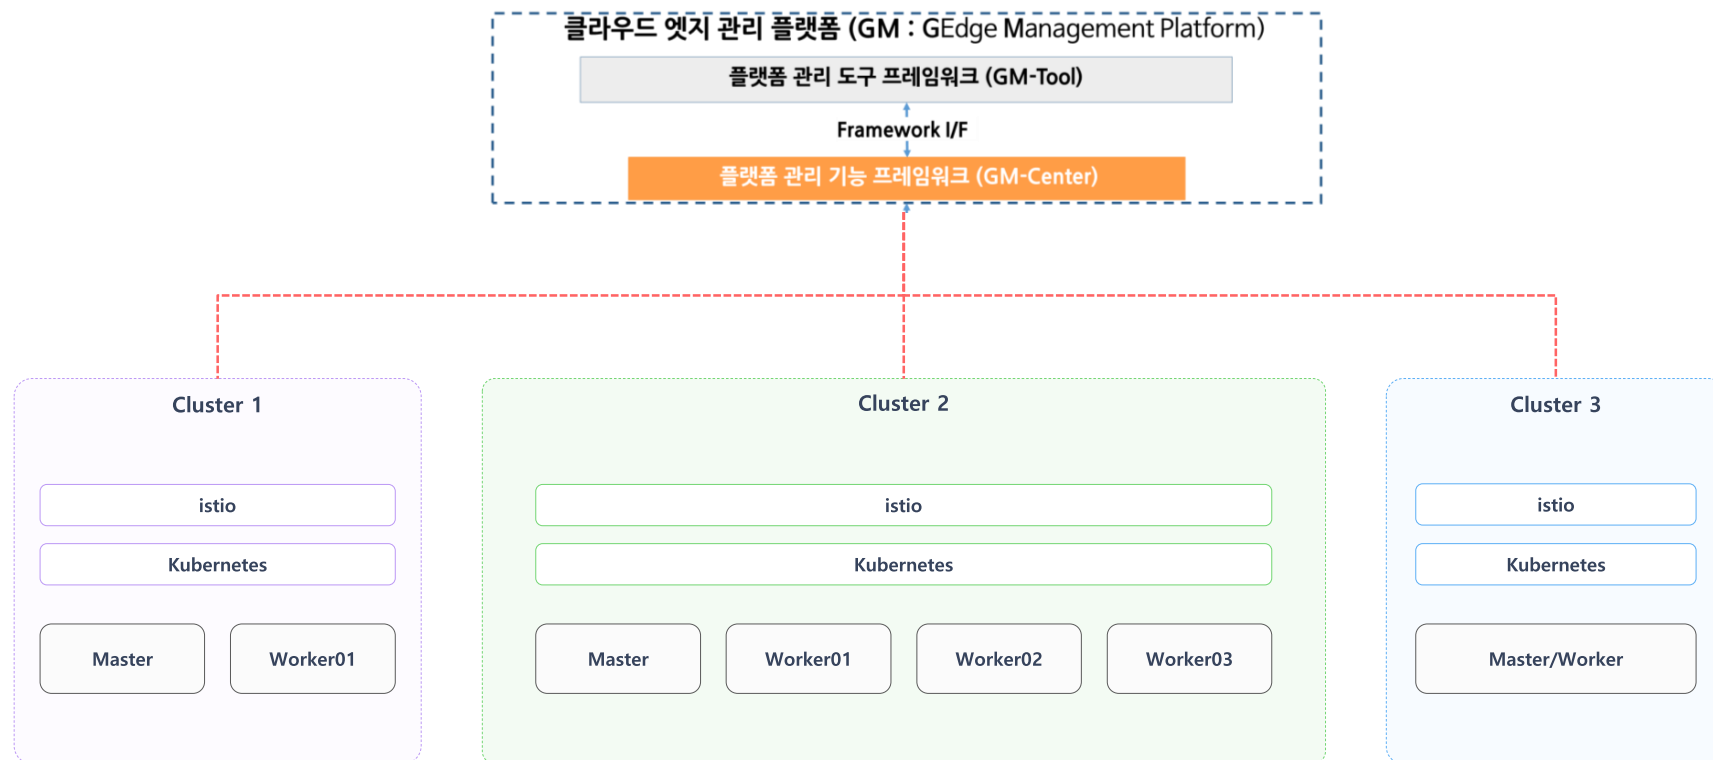 클라우드 엣지 관리 플랫폼 (GM : GEdge Management Platform)
플랫폼 관리 도구 프레임워크 (GM-Tool)
Framework I/F
플랫폼 관리 기능 프레임워크 (GM-Center)
Cluster 1
istio
Kubernetes
Master
Worker01
Cluster 2
istio
Kubernetes
Master
Worker01
Worker02
Worker03
Cluster 3
istio
Kubernetes
Master/Worker